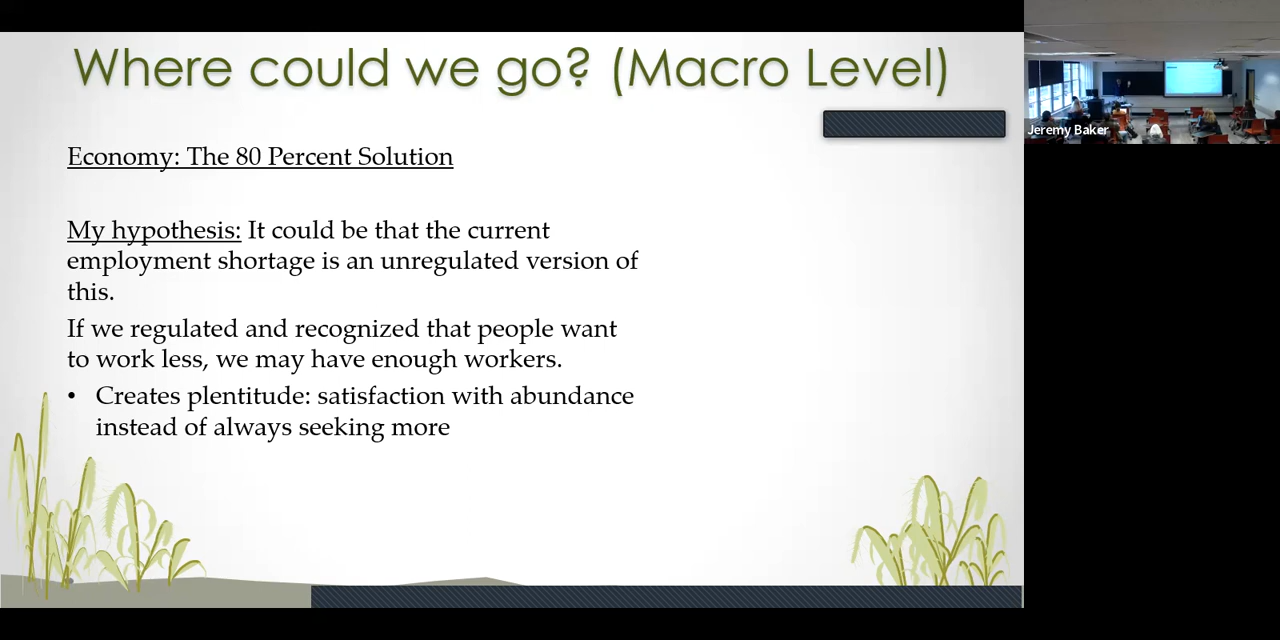 Where could we go? (Macro Level)
Economy: The 80 Percent Solution
My hypothesis: It could be that the current
employment shortage is an unregulated version of
this.
If we regulated and recognized that people want
to work less, we may have enough workers.
• Creates plentitude: satisfaction with abundance
instead of always seeking more
Jeremy Baker